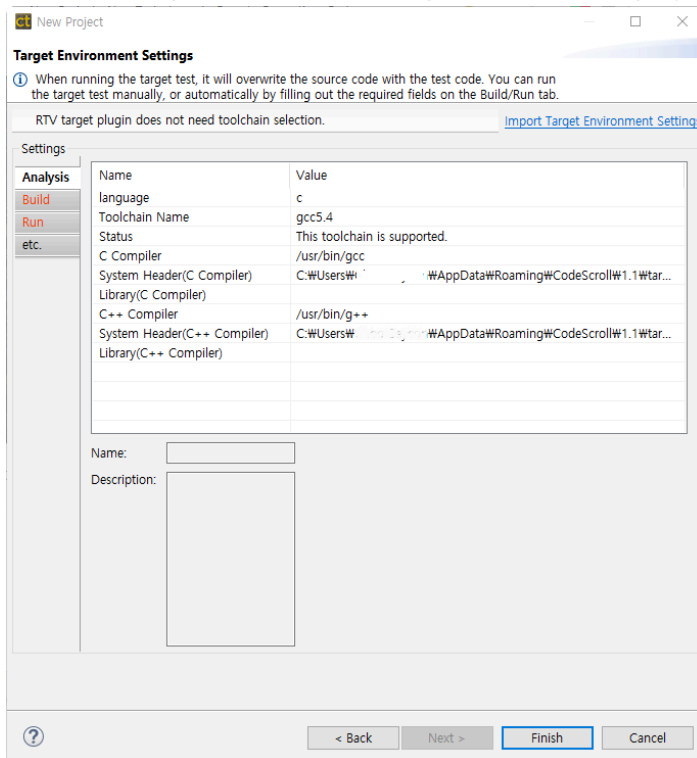 ct New Project
Target Environment Settings
When running the target test, it will overwrite the source code with the test code. You can run
the target test manually, or automatically by filling out the required fields on the Build/Run tab.
RTV target plugin does not need toolchain selection. Import Target Environment Setting
Settings
Analysis
Build
Run
etc.
Name Value
language c
Toolchain Name gcc5.4
Status This toolchain is supported.
C Compiler /usr/bin/gcc
System Header(C Compiler) C:₩Users₩ ₩AppData₩Roaming₩CodeScroll₩1.1₩tar...
Library(C Compiler)
C++ Compiler /usr/bin/g++
System Header(C++ Compiler) C:₩Users₩ ₩AppData₩Roaming₩CodeScroll₩1.1₩tar...
Library(C++ Compiler)
Name:
Description:
? < Back Next > Finish Cancel